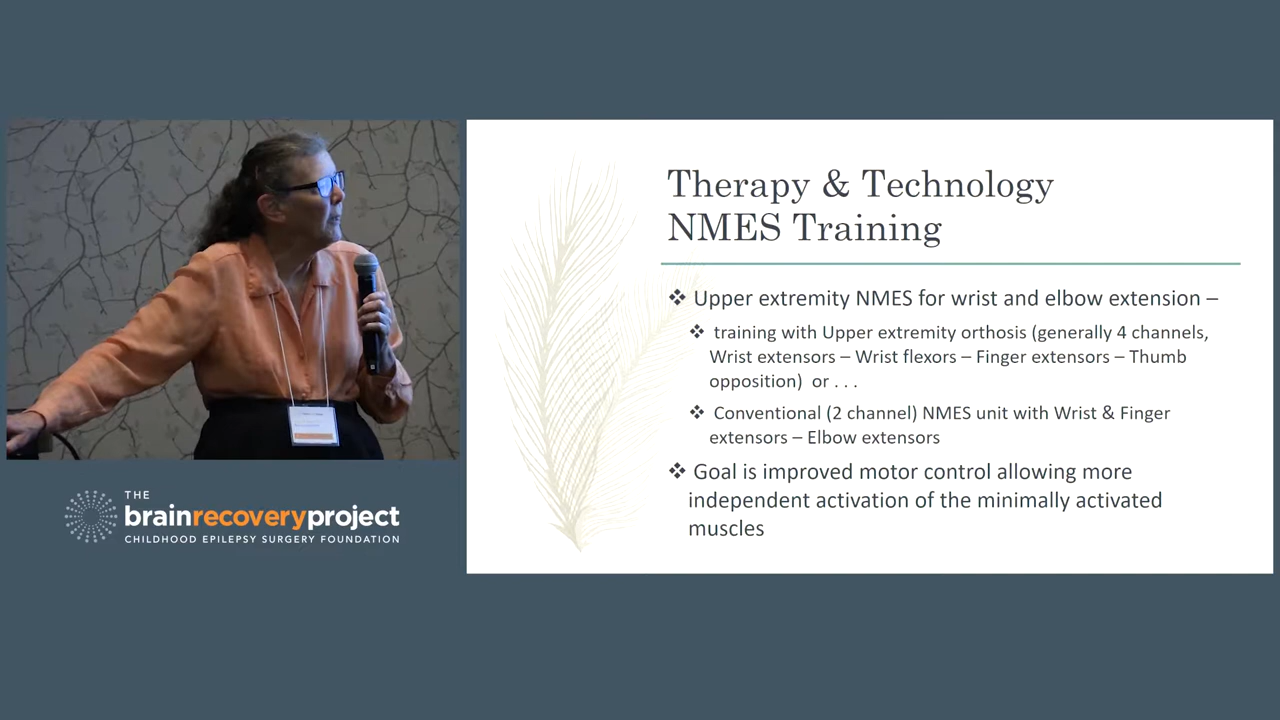 Therapy & Technology
NMES Training
❖ Upper extremity NMES for wrist and elbow extension –
❖ training with Upper extremity orthosis (generally 4 channels,
Wrist extensors – Wrist flexors – Finger extensors – Thumb
opposition) or . . .
❖ Conventional (2 channel) NMES unit with Wrist & Finger
extensors – Elbow extensors
❖ Goal is improved motor control allowing more
independent activation of the minimally activated
muscles
THE
brainrecoveryproject
CHILDHOOD EPILEPSY SURGERY FOUNDATION